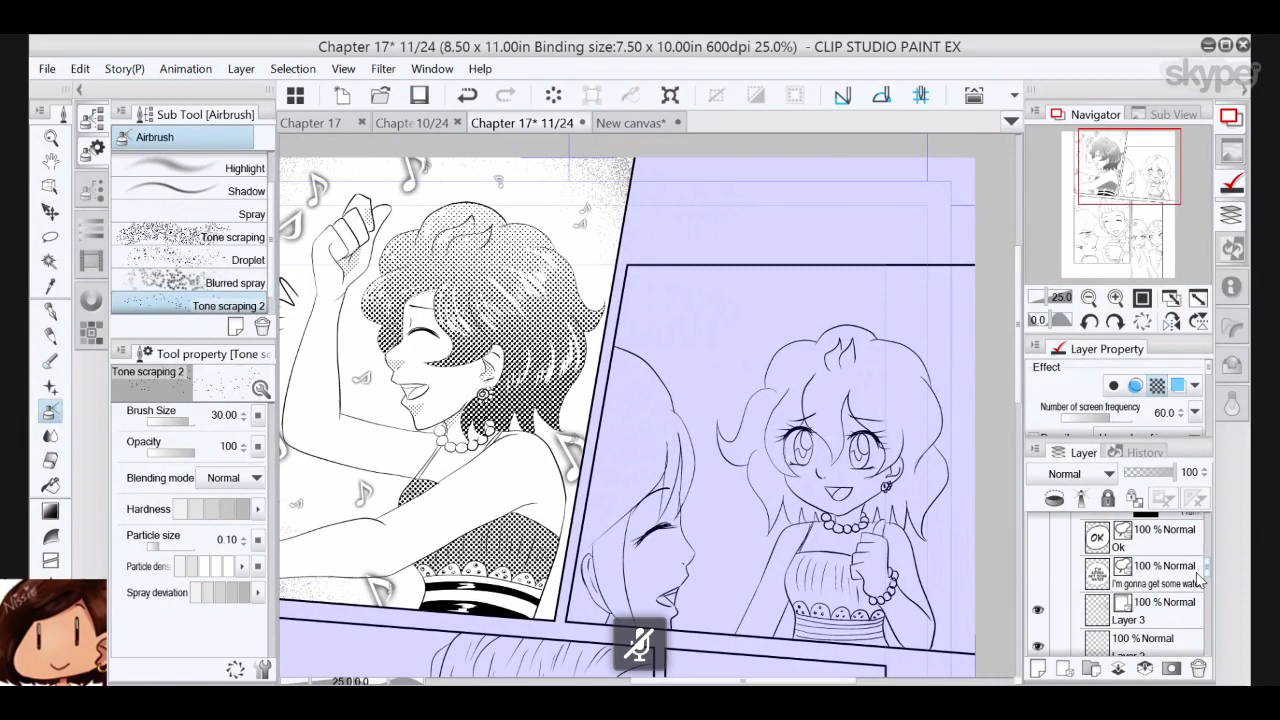 Chapter 17* 11/24 (8.50 x 11.00in Binding size:7.50 x 10.00in 600dpi 25.0%) - CLIP STUDIO PAINT EX
skype
File Edit Story(P) Animation Layer Selection View Filter Window Help
Sub Tool [Airbrush]
Airbrush
Highlight
Shadow
Spray
Tone scraping
Droplet
Blurred spray
Tone scraping 2
Tool property [Tone sc
Tone scraping 2
Brush Size 30.00
Opacity 100
Blending mode Normal
Hardness
Particle size 0.10
Particle dens
Spray deviation
Chapter 17 Chapte 10/24 Chapter 17* 11/24 New canvas*
25.0 0.0
Navigator Sub View
25.0
0.0
Layer Property
Effect
Number of screen frequency 60.0
Layer History
Normal 100
100 % Normal
OK Ok
100 % Normal
I'm gonna get some wate
100 % Normal
Layer 3
100 % Normal
Nissie